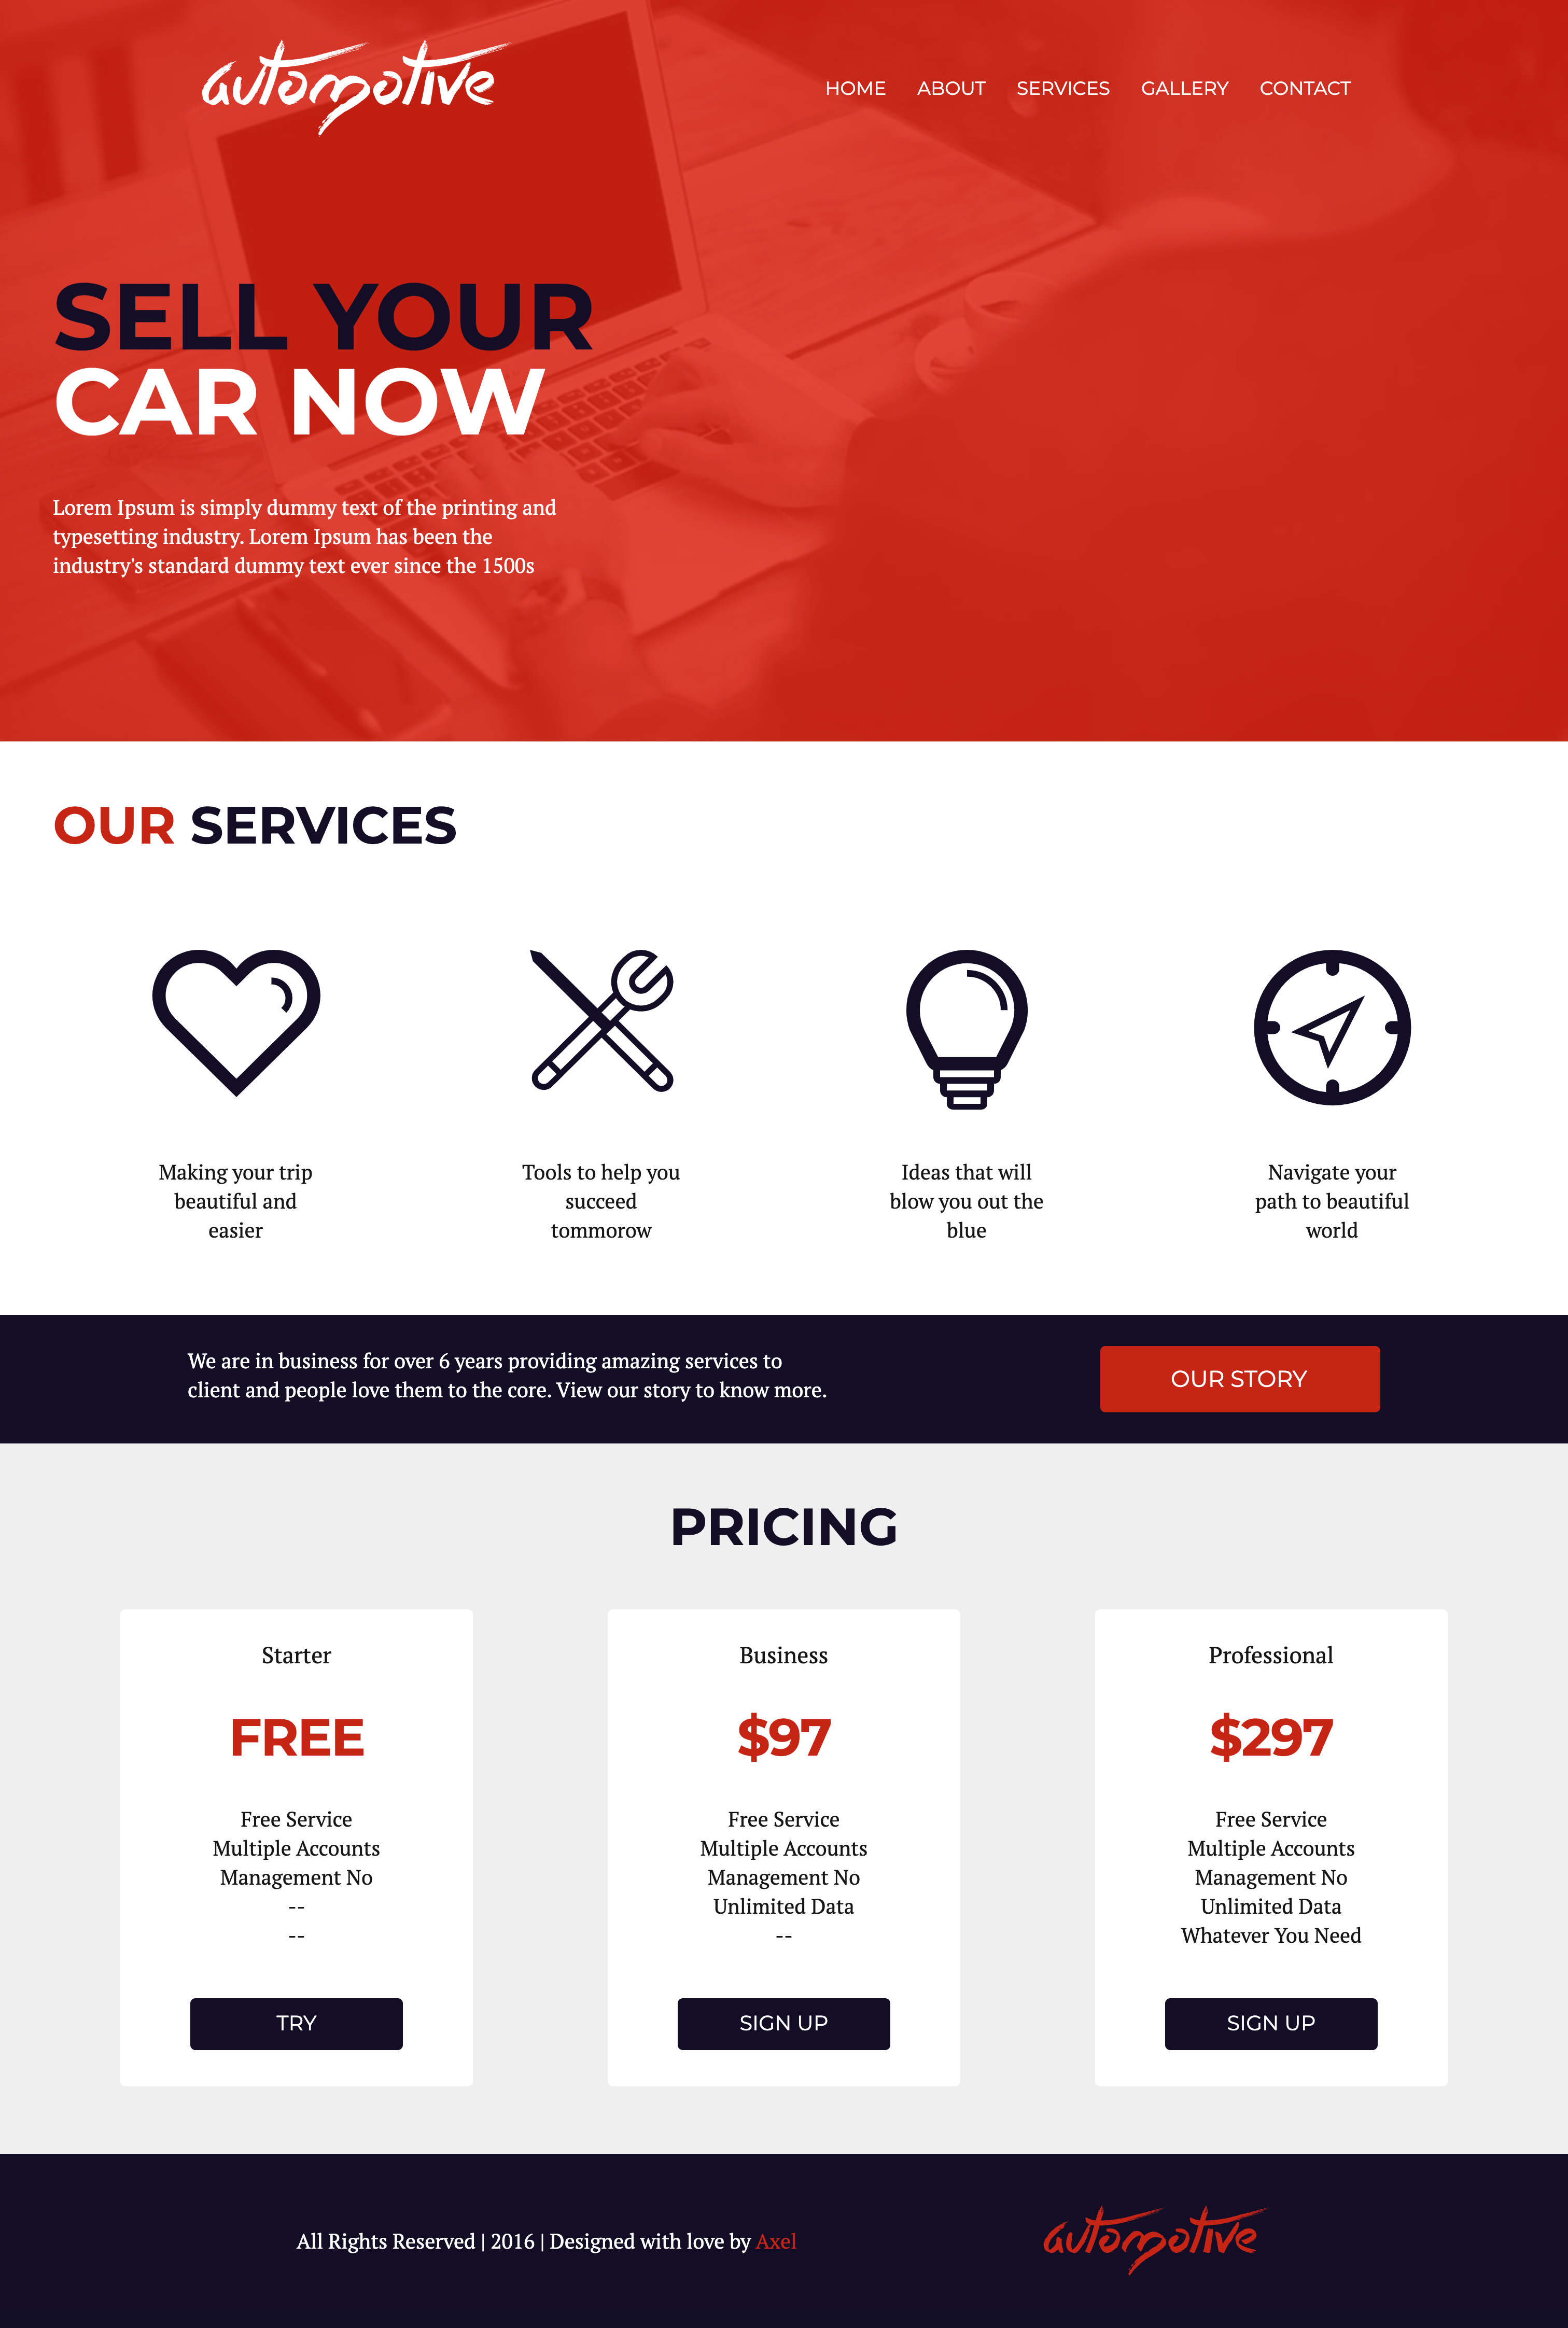 automotive
HOME ABOUT SERVICES GALLERY CONTACT
SELL YOUR
CAR NOW
Lorem Ipsum is simply dummy text of the printing and
typesetting industry. Lorem Ipsum has been the
industry's standard dummy text ever since the 1500s
OUR SERVICES
Making your trip
beautiful and
easier
Tools to help you
succeed
tommorow
Ideas that will
blow you out the
blue
Navigate your
path to beautiful
world
We are in business for over 6 years providing amazing services to
client and people love them to the core. View our story to know more.
OUR STORY
PRICING
Starter
FREE
Free Service
Multiple Accounts
Management No
--
--
TRY
Business
$97
Free Service
Multiple Accounts
Management No
Unlimited Data
--
SIGN UP
Professional
$297
Free Service
Multiple Accounts
Management No
Unlimited Data
Whatever You Need
SIGN UP
All Rights Reserved | 2016 | Designed with love by Axel
automotive